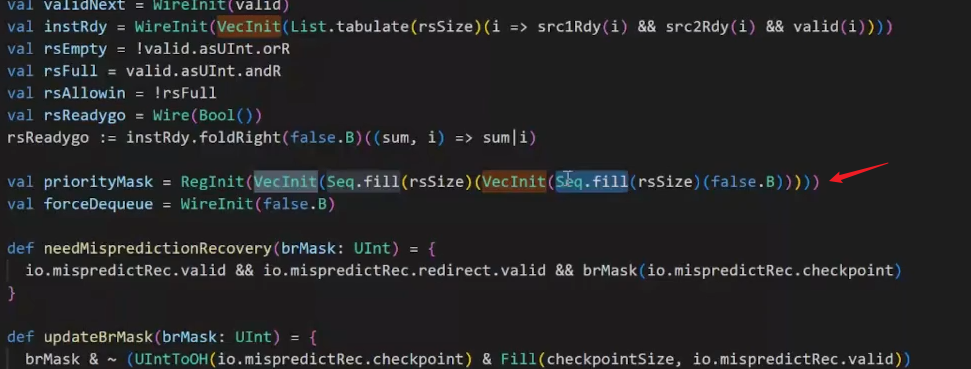 val validNext = WireInit(valid)
val instRdy = WireInit(VecInit(List.tabulate(rsSize)(i => src1Rdy(i) && src2Rdy(i) && valid(i))))
val rsEmpty = !valid.asUInt.orR
val rsFull = valid.asUInt.andR
val rsAllowin = !rsFull
val rsReadygo = Wire(Bool())
rsReadygo := instRdy.foldRight(false.B)((sum, i) => sum|i)
val priorityMask = RegInit(VecInit(Seq.fill(rsSize)(VecInit(Seq.fill(rsSize)(false.B)))))
val forceDequeue = WireInit(false.B)
def needMispredictionRecovery(brMask: UInt) = {
io.mispredictRec.valid && io.mispredictRec.redirect.valid && brMask(io.mispredictRec.checkpoint)
}
def updateBrMask(brMask: UInt) = {
brMask & ~ (UIntToOH(io.mispredictRec.checkpoint) & Fill(checkpointSize, io.mispredictRec.valid))